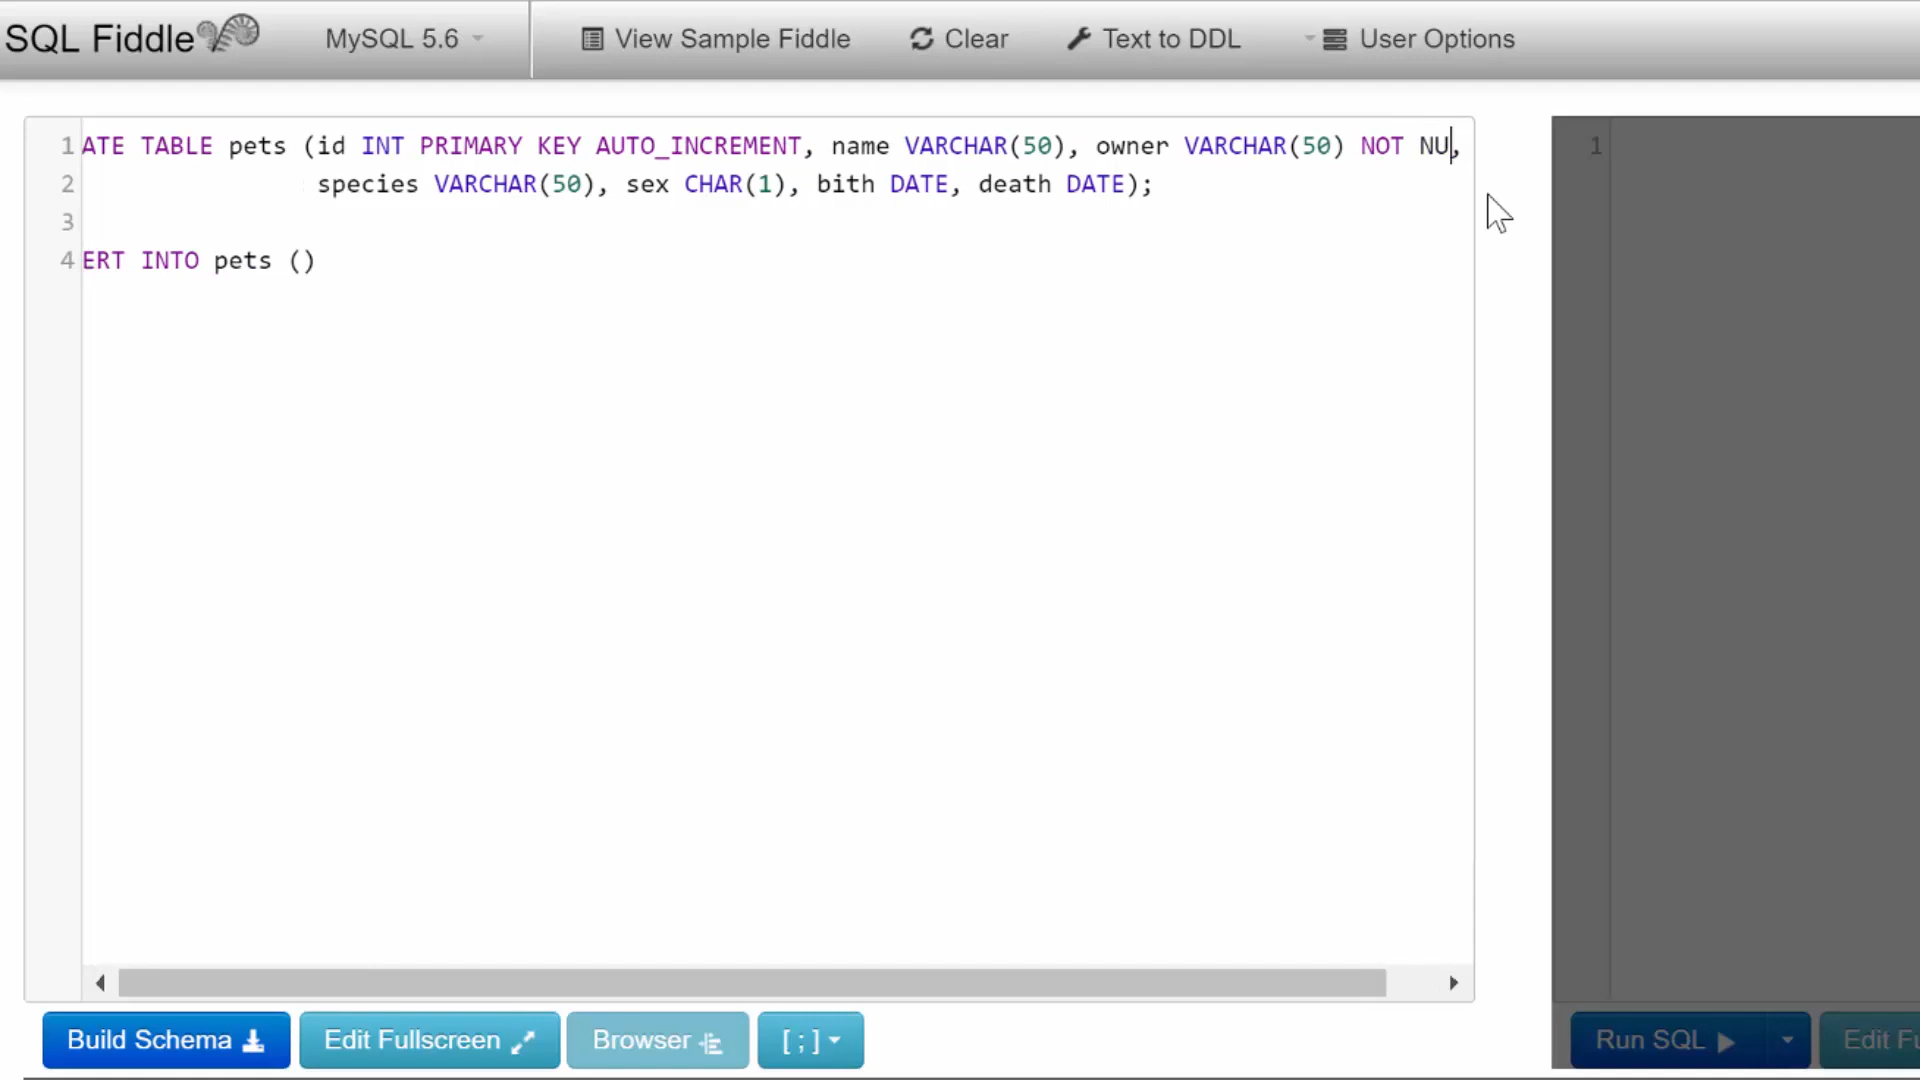 SQL Fiddle MySQL 5.6 View Sample Fiddle Clear Text to DDL User Options
1 ATE TABLE pets (id INT PRIMARY KEY AUTO_INCREMENT, name VARCHAR(50), owner VARCHAR(50) NOT NU,
2 species VARCHAR(50), sex CHAR(1), bith DATE, death DATE);
3
4 ERT INTO pets ()
1
Build Schema Edit Fullscreen Browser [ ; ] Run SQL Edit Fu